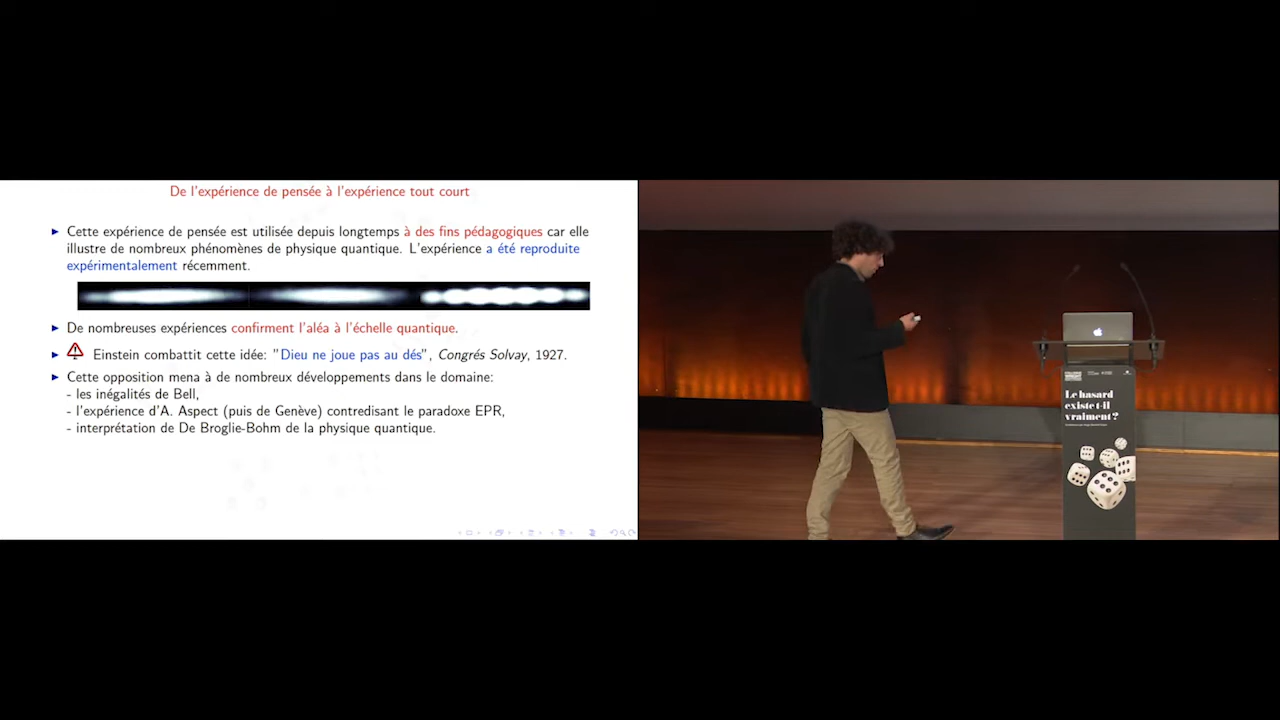 De l'expérience de pensée à l'expérience tout court
► Cette expérience de pensée est utilisée depuis longtemps à des fins pédagogiques car elle
illustre de nombreux phénomènes de physique quantique. L'expérience a été reproduite
expérimentalement récemment.
► De nombreuses expériences confirment l'aléa à l'échelle quantique.
► Einstein combattit cette idée: "Dieu ne joue pas au dés", Congrés Solvay, 1927.
► Cette opposition mena à de nombreux développements dans le domaine:
- les inégalités de Bell,
- l'expérience d'A. Aspect (puis de Genève) contredisant le paradoxe EPR,
- interprétation de De Broglie-Bohm de la physique quantique.
Le hasard
existe t-il
vraiment?